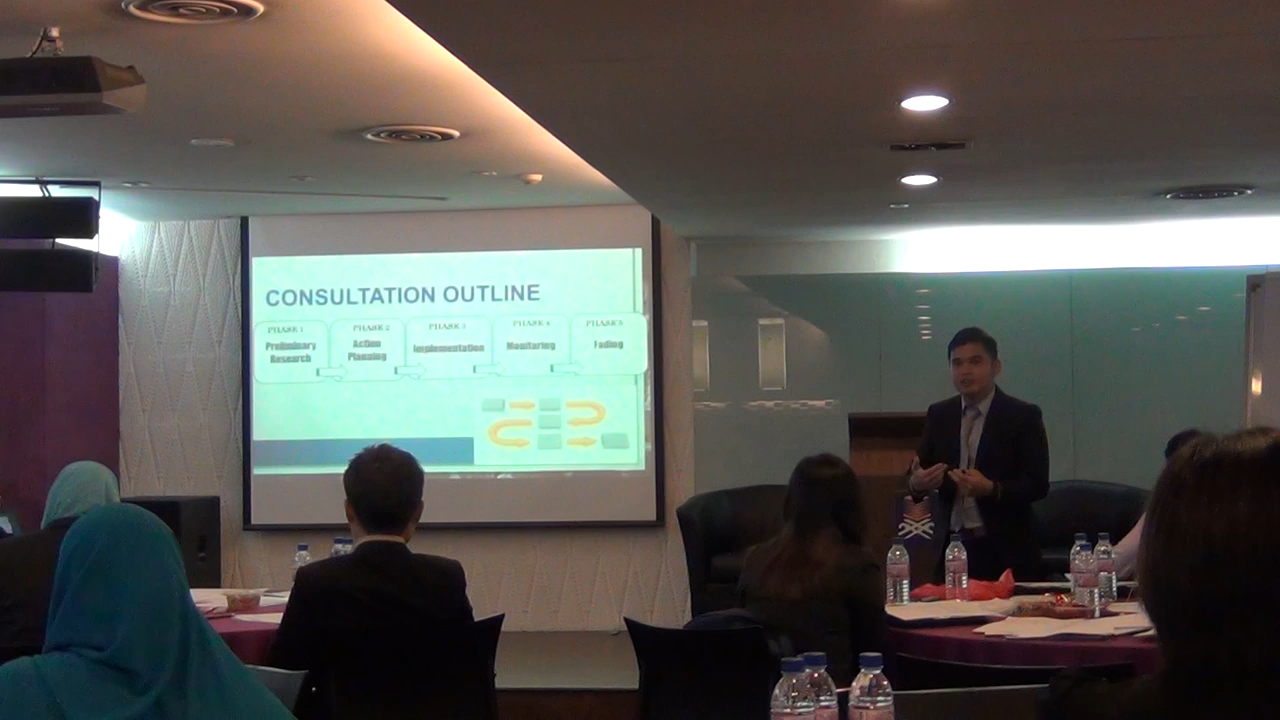 CONSULTATION OUTLINE
PHASE 1
Preliminary
Research
PHASE 2
Action
Planning
PHASE 3
Implementation
PHASE 4
Monitoring
PHASE 5
Fading